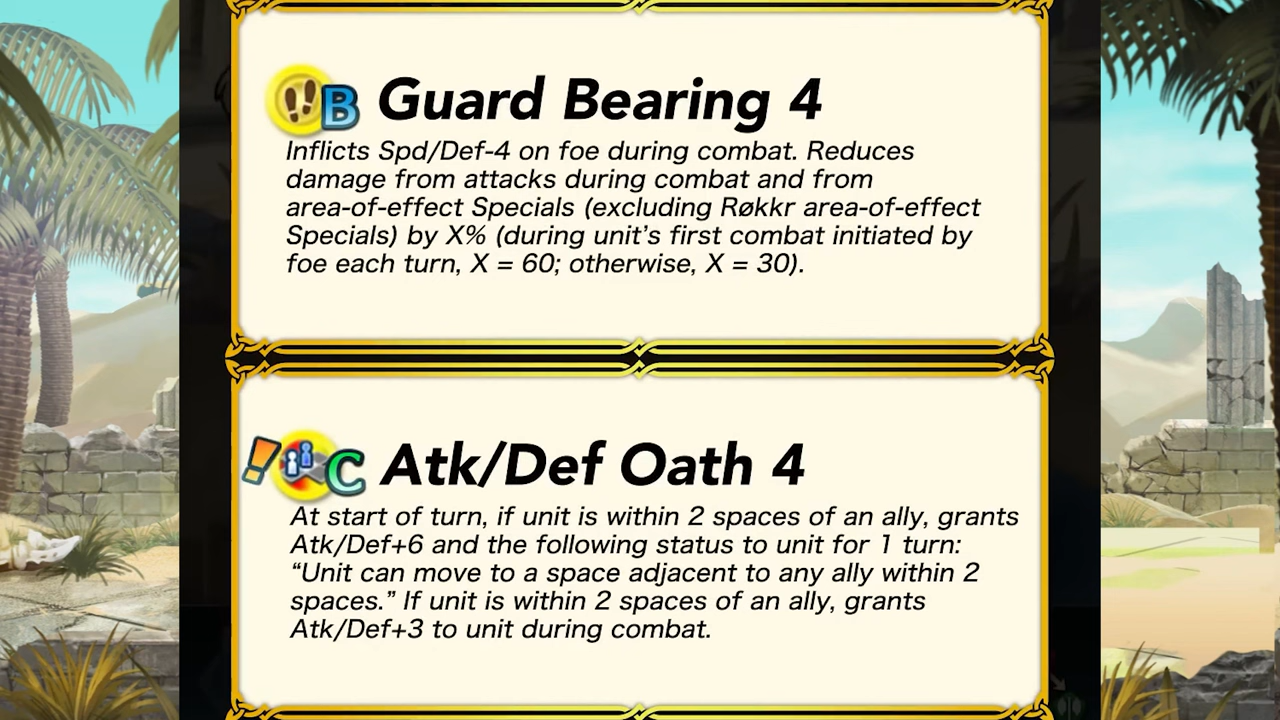 B Guard Bearing 4
Inflicts Spd/Def-4 on foe during combat. Reduces
damage from attacks during combat and from
area-of-effect Specials (excluding Røkkr area-of-effect
Specials) by X% (during unit's first combat initiated by
foe each turn, X = 60; otherwise, X = 30).
! C Atk/Def Oath 4
At start of turn, if unit is within 2 spaces of an ally, grants
Atk/Def+6 and the following status to unit for 1 turn:
“Unit can move to a space adjacent to any ally within 2
spaces.” If unit is within 2 spaces of an ally, grants
Atk/Def+3 to unit during combat.